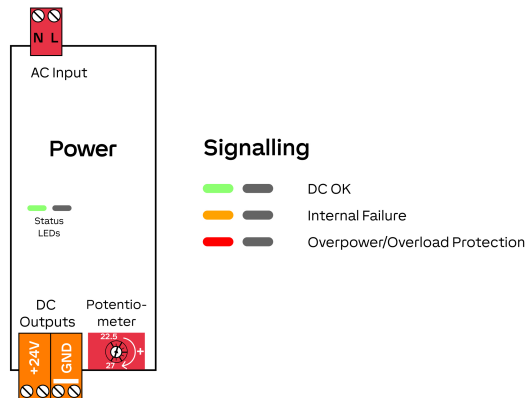 N L
AC Input
Power
Status
LEDs
DC
Outputs
Potentio-
meter
+24V
GND
22.5
+
27
Signalling
DC OK
Internal Failure
Overpower/Overload Protection